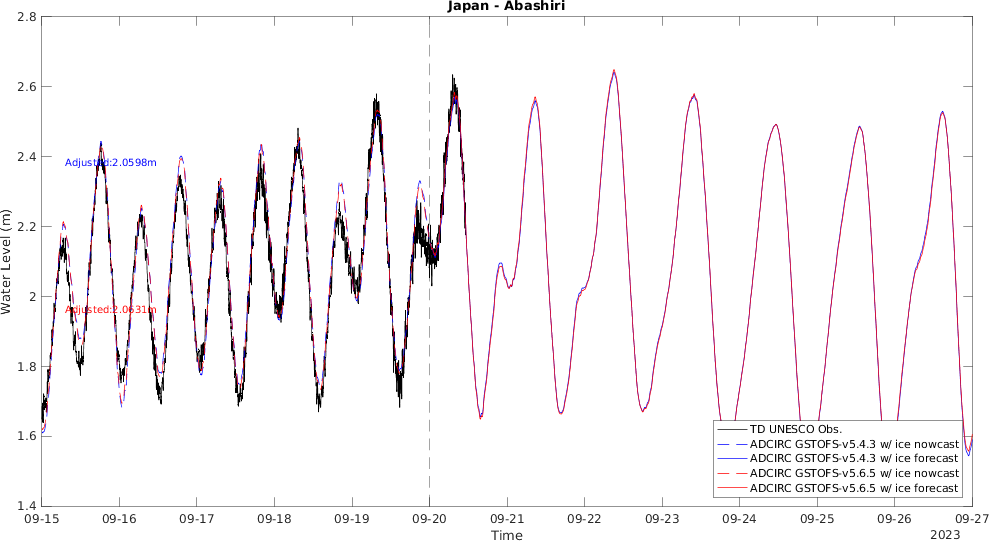 Japan - Abashiri
2.8
2.6
2.4
2.2
2
1.8
1.6
1.4
Water Level (m)
Adjusted:2.0598m
Adjusted:2.0631m
TD UNESCO Obs.
ADCIRC GSTOFS-v5.4.3 w/ ice nowcast
ADCIRC GSTOFS-v5.4.3 w/ ice forecast
ADCIRC GSTOFS-v5.6.5 w/ ice nowcast
ADCIRC GSTOFS-v5.6.5 w/ ice forecast
09-15 09-16 09-17 09-18 09-19 09-20 09-21 09-22 09-23 09-24 09-25 09-26 09-27
Time
2023